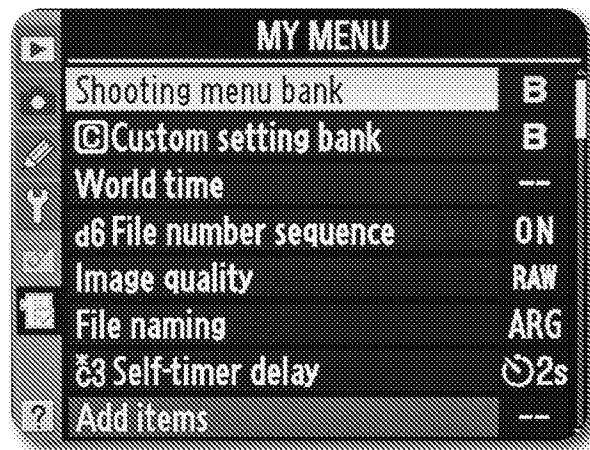 MY MENU
Shooting menu bank B
C Custom setting bank B
World time --
d6 File number sequence ON
Image quality RAW
File naming ARG
c3 Self-timer delay 2s
? Add items --